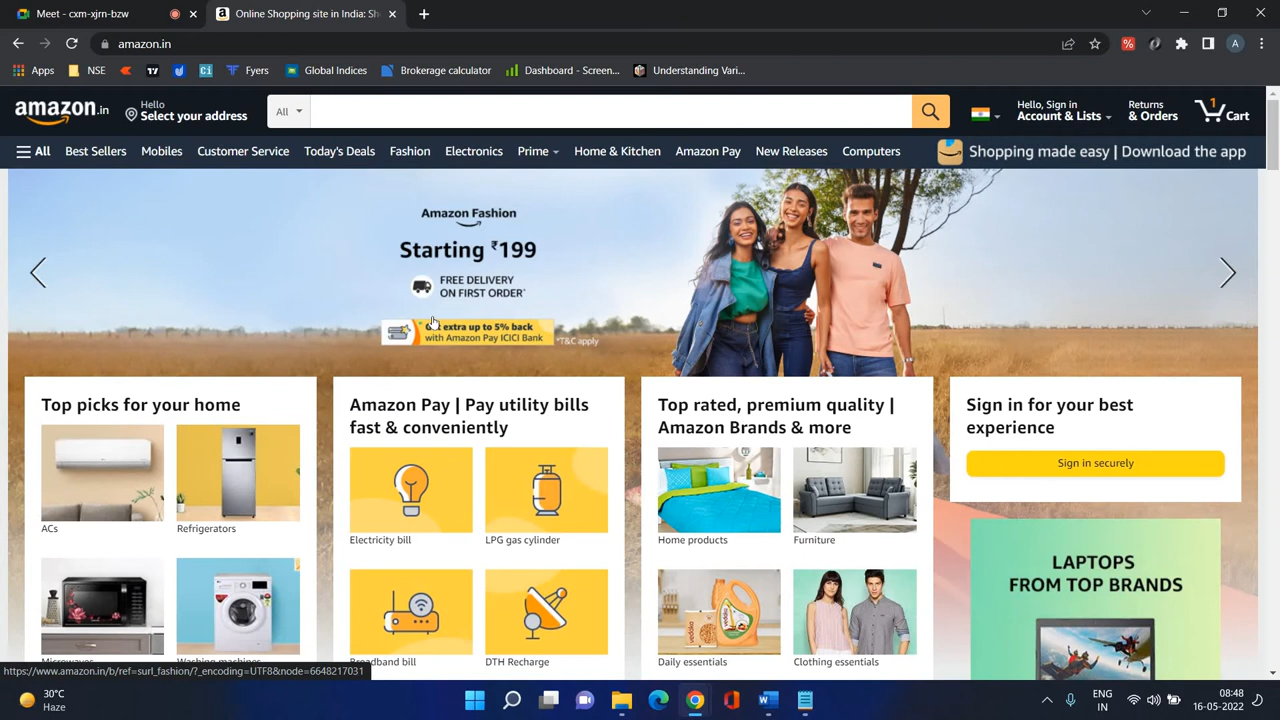 Meet - cxm-xjrn-bzw
Online Shopping site in India: Sh
amazon.in
A
Apps
NSE
Fyers
Global Indices
Brokerage calculator
Dashboard - Screen...
Understanding Vari...
amazon.in
Hello
Select your address
All
Hello, Sign in
Account & Lists
Returns
& Orders
1
Cart
All
Best Sellers
Mobiles
Customer Service
Today's Deals
Fashion
Electronics
Prime
Home & Kitchen
Amazon Pay
New Releases
Computers
Shopping made easy | Download the app
Amazon Fashion
Starting ₹199
FREE DELIVERY
ON FIRST ORDER*
Get extra up to 5% back
with Amazon Pay ICICI Bank
*T&C apply
Top picks for your home
ACs
Refrigerators
Microwaves
Washing machines
Amazon Pay | Pay utility bills
fast & conveniently
Electricity bill
LPG gas cylinder
Broadband bill
DTH Recharge
Top rated, premium quality |
Amazon Brands & more
Home products
Furniture
Daily essentials
Clothing essentials
Sign in for your best
experience
Sign in securely
LAPTOPS
FROM TOP BRANDS
https://www.amazon.in/b/ref=surl_fashion/?_encoding=UTF8&node=6648217031
30°C
Haze
ENG
IN
08:48
16-05-2022